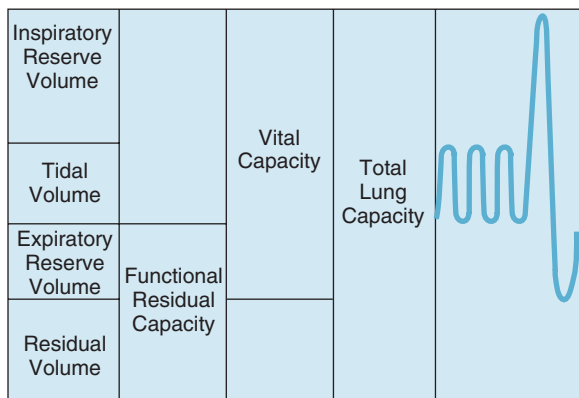 Inspiratory
Reserve
Volume
Tidal
Volume
Expiratory
Reserve
Volume
Residual
Volume
Functional
Residual
Capacity
Vital
Capacity
Total
Lung
Capacity